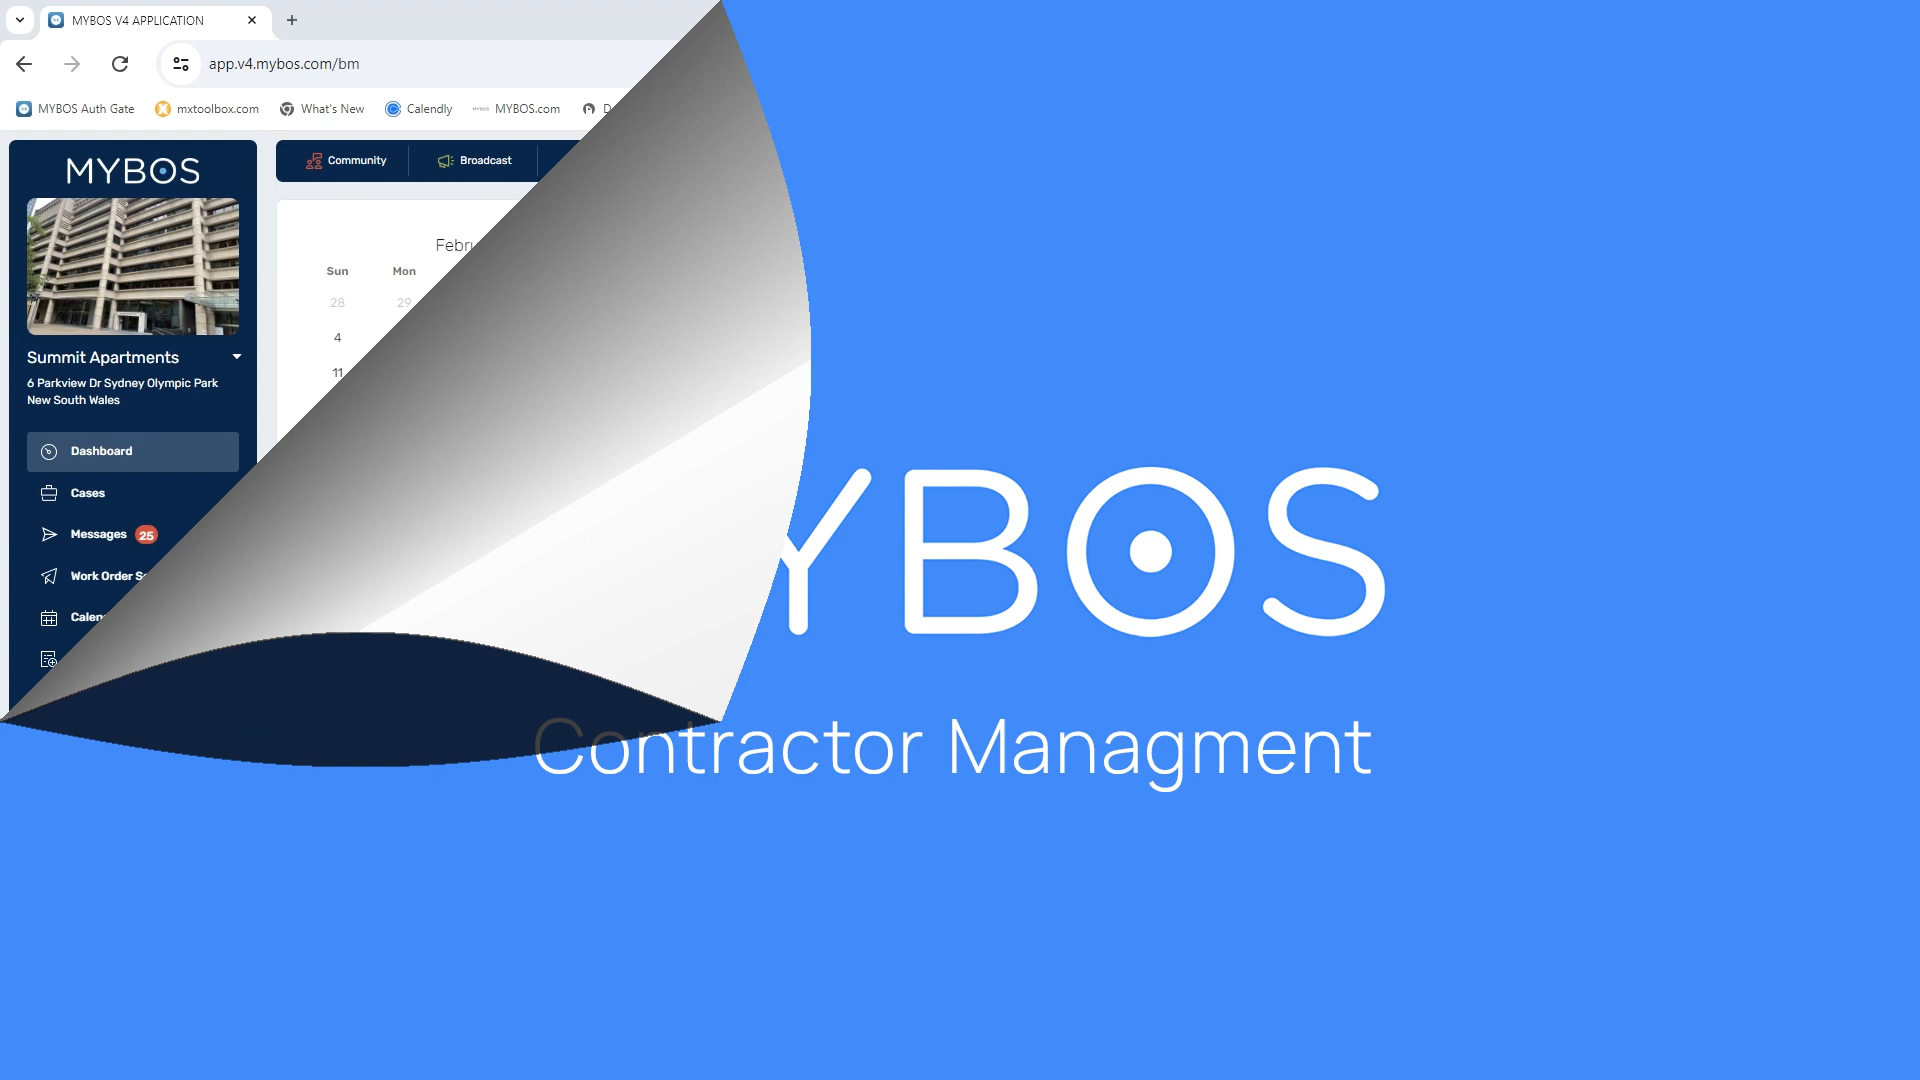 MYBOS V4 APPLICATION
app.v4.mybos.com/bm
MYBOS Auth Gate
mxtoolbox.com
What's New
Calendly
MYBOS.com
MYBOS
Community
Broadcast
Summit Apartments
6 Parkview Dr Sydney Olympic Park
New South Wales
Dashboard
Cases
Messages 25
Work Order
Sun Mon
28 29
4
11
YBOS
Contractor Managment